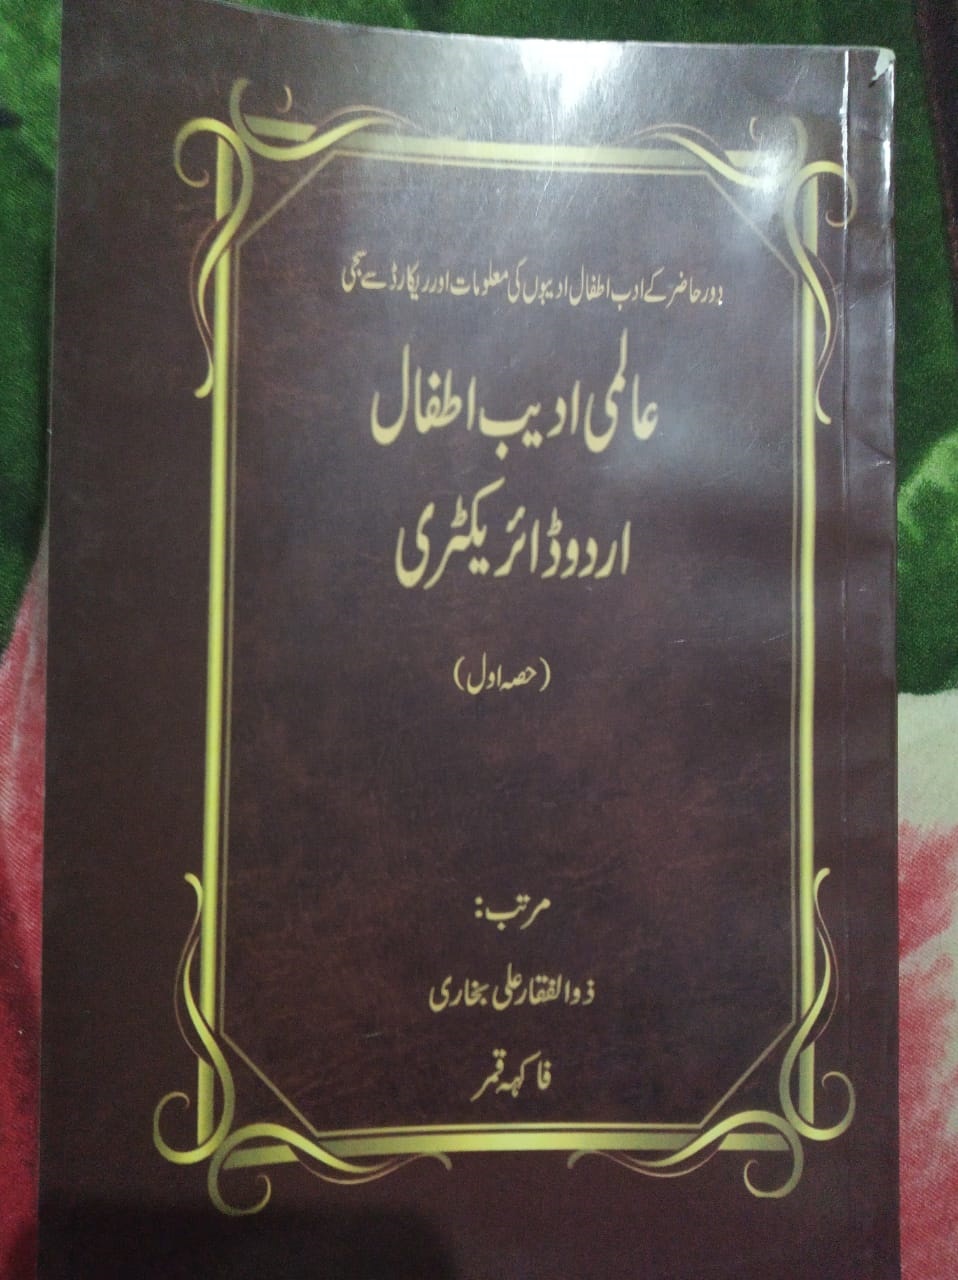 دورِ حاضر کے ادب اطفال ادیبوں کی معلومات اور ریکارڈ سے سجی
عالمی ادیب اطفال
اردو ڈائریکٹری
(حصہ اول)
مرتب:
ذوالفقار علی بخاری
فاکہہ قمر